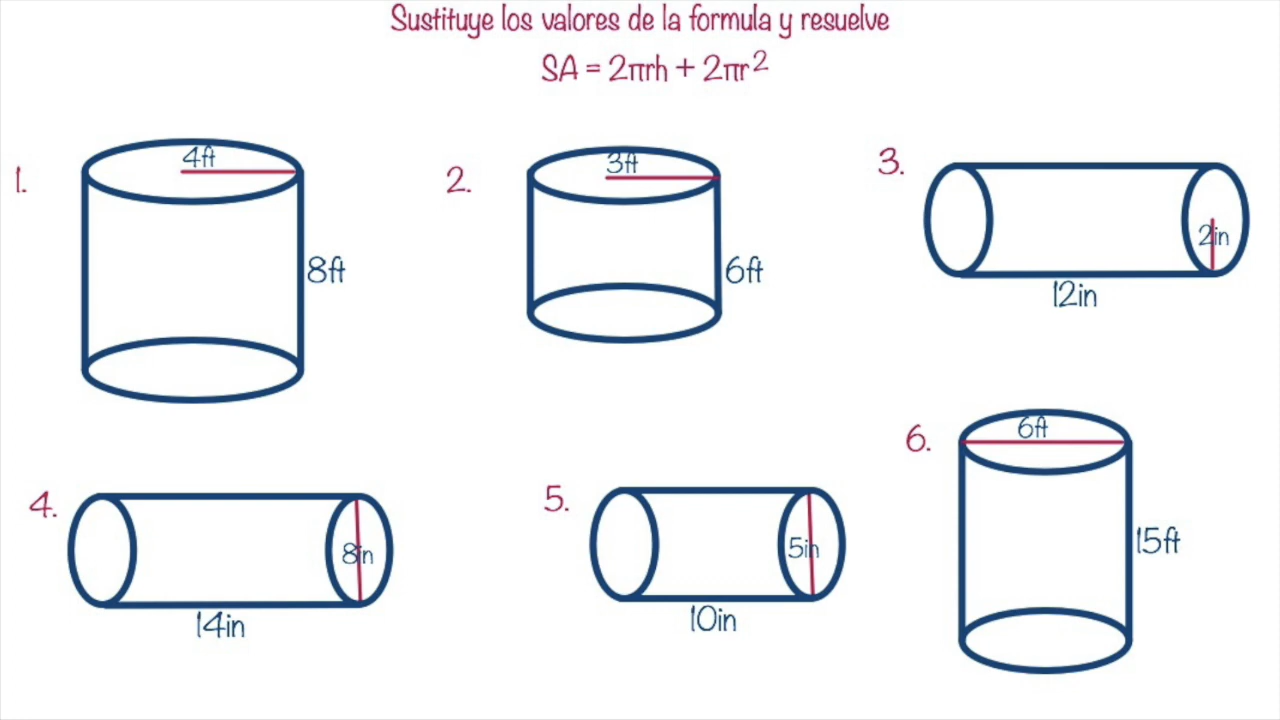 Sustituye los valores de la formula y resuelve
SA = 2πrh + 2πr²
1.
4ft
8ft
2.
3ft
6ft
3.
2in
12in
4.
8in
14in
5.
5in
10in
6.
6ft
15ft